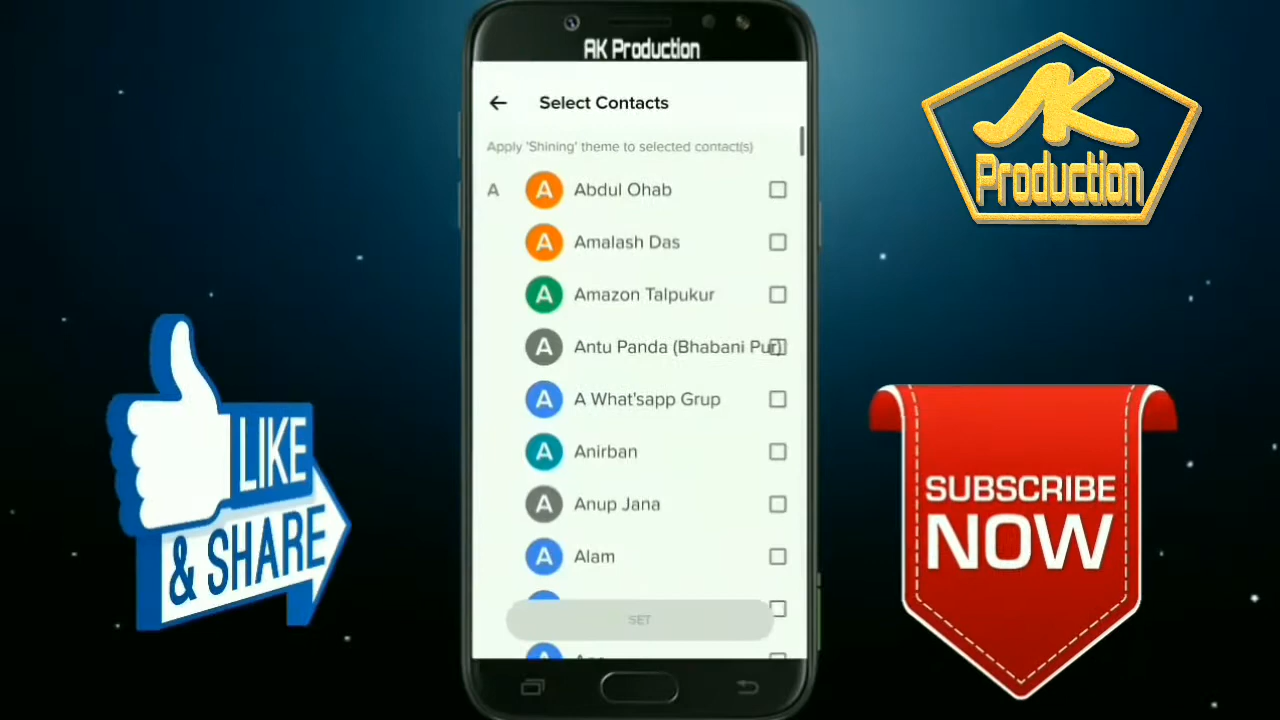 AK Production
Select Contacts
Apply 'Shining' theme to selected contact(s)
A
A Abdul Ohab
A Amalash Das
A Amazon Talpukur
A Antu Panda (Bhabani Pur)
A A What'sapp Grup
A Anirban
A Anup Jana
A Alam
SET
AK
Production
LIKE
& SHARE
SUBSCRIBE
NOW